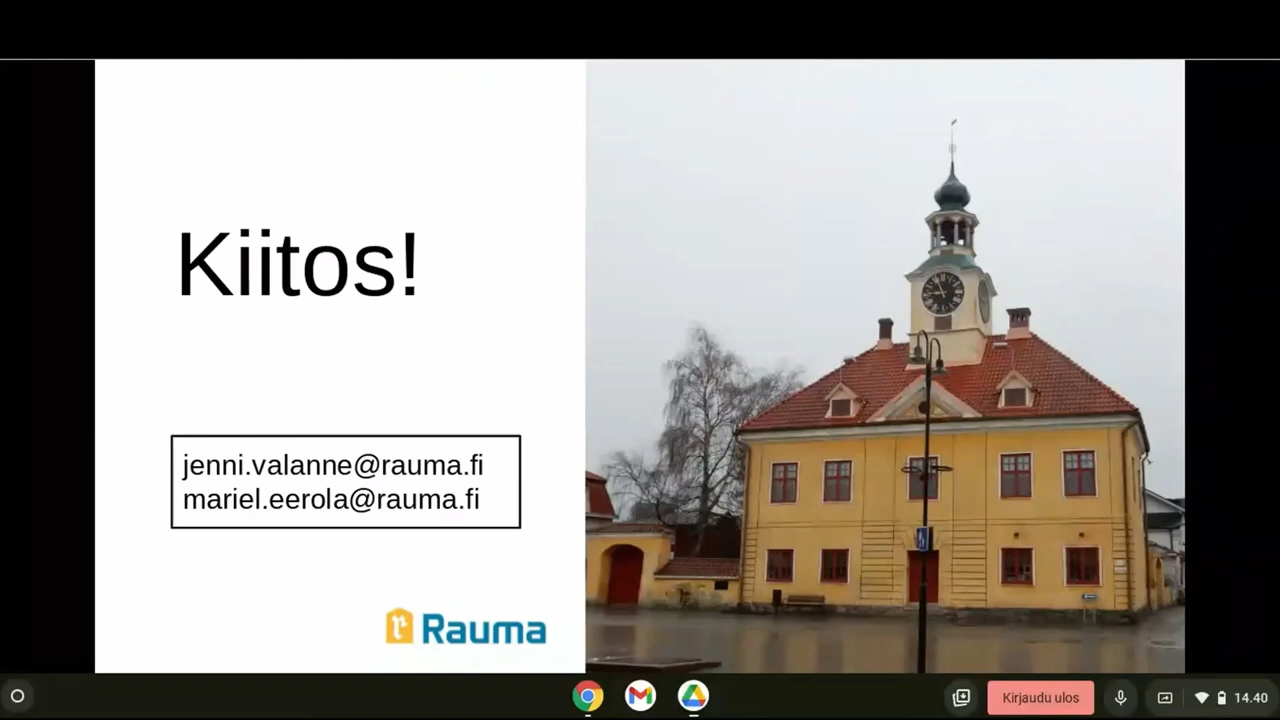 Kiitos!
jenni.valanne@rauma.fi
mariel.eerola@rauma.fi
r Rauma
Kirjaudu ulos
14.40